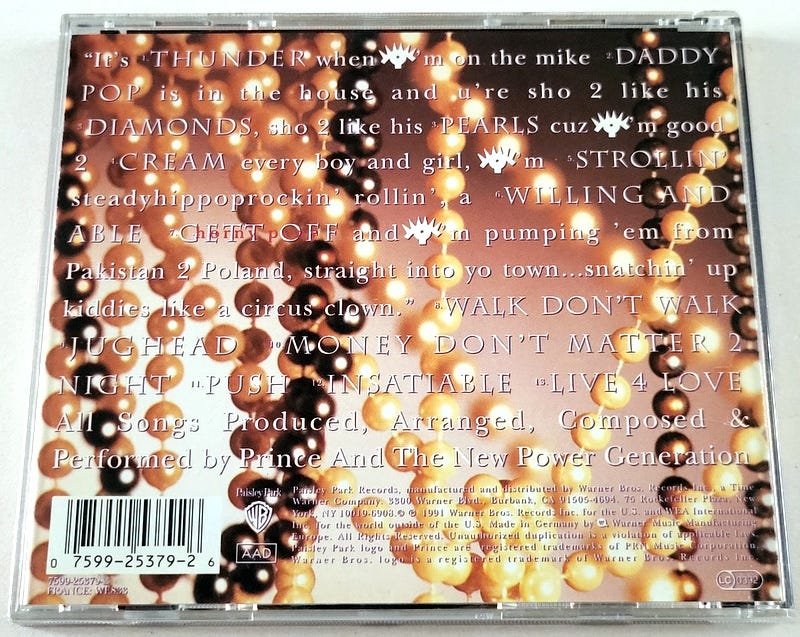 “It's 1. THUNDER when 'm on the mike 2. DADDY
POP is in the house and u're sho 2 like his
3. DIAMONDS, sho 2 like his 3. PEARLS cuz 'm good
2 4. CREAM every boy and girl, 'm 5. STROLLIN'
steadyhippoprockin' rollin', a 6. WILLING AND
ABLE 7. GETT OFF and 'm pumping 'em from
Pakistan 2 Poland, straight into yo town...snatchin' up
kiddies like a circus clown.” 8. WALK DON'T WALK
9. JUGHEAD 10. MONEY DON'T MATTER 2
NIGHT 11. PUSH 12. INSATIABLE 13. LIVE 4 LOVE
All Songs Produced, Arranged, Composed &
Performed by Prince And The New Power Generation
Paisley Park
WB
AAD
Paisley Park Records, manufactured and distributed by Warner Bros. Records Inc., a Time
Warner Company. 3300 Warner Blvd., Burbank, CA 91505-4694. 75 Rockefeller Plaza, New
York, NY 10019-6908. ℗ © 1991 Warner Bros. Records Inc. for the U.S. and WEA International
Inc. for the world outside of the U.S. Made in Germany by Warner Music Manufacturing
Europe. All Rights Reserved. Unauthorized duplication is a violation of applicable laws.
Paisley Park logo and Prince are registered trademarks of PRN Music Corporation.
Warner Bros. logo is a registered trademark of Warner Bros. Records Inc.
0 7599-25379-2 6
7599-25379-2
FRANCE: WE833
LC 0392